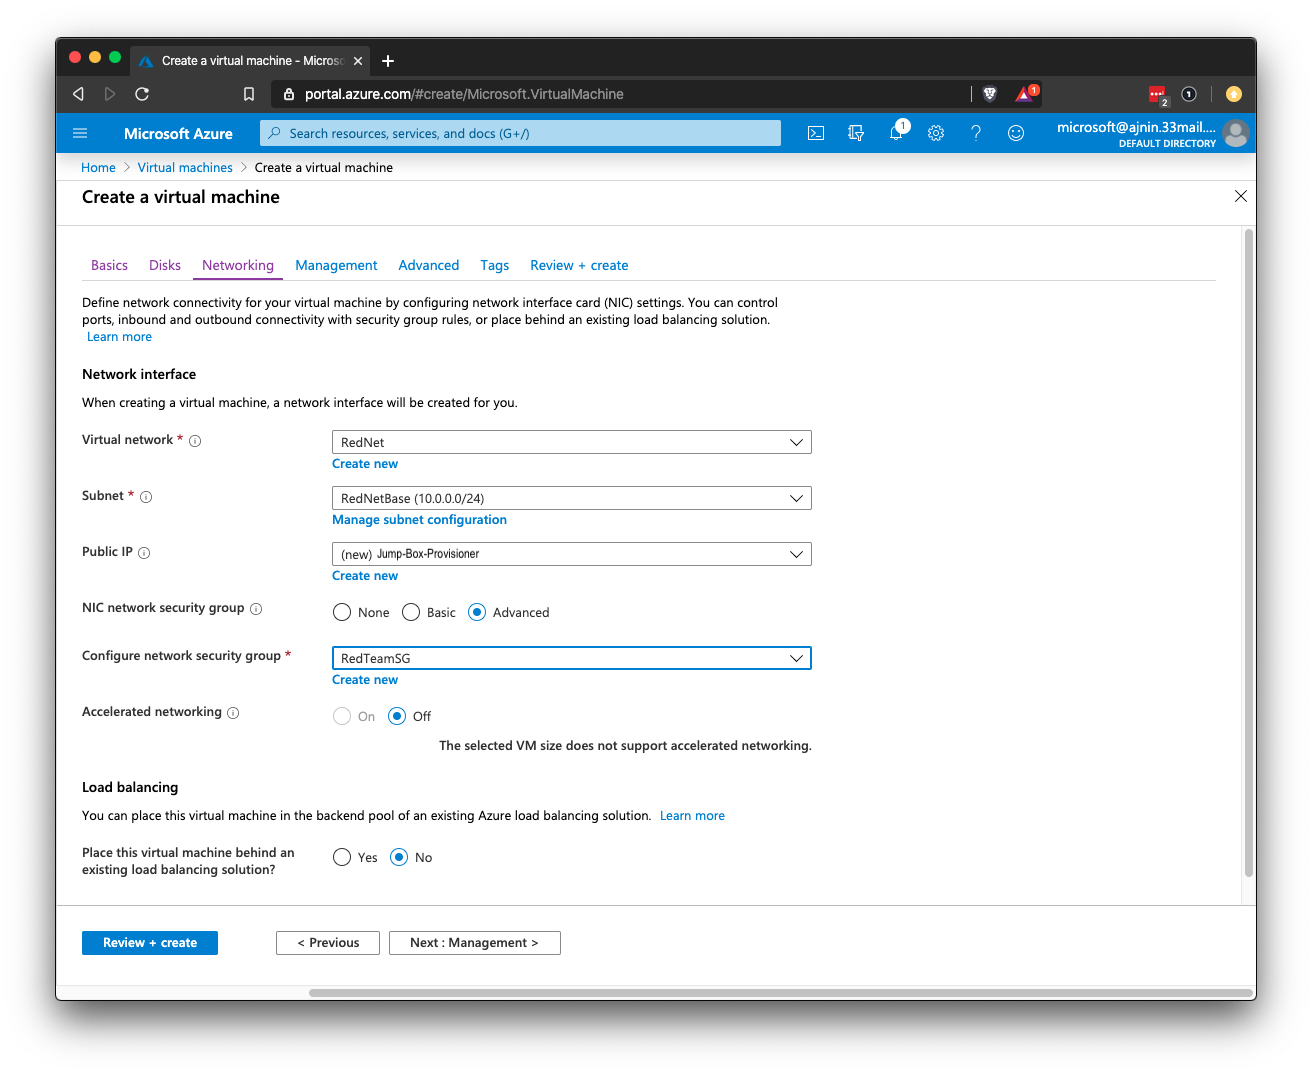 Create a virtual machine - Microso
portal.azure.com/#create/Microsoft.VirtualMachine
1
2
1
Microsoft Azure
Search resources, services, and docs (G+/)
1
microsoft@ajnin.33mail....
DEFAULT DIRECTORY
Home > Virtual machines > Create a virtual machine
Create a virtual machine
Basics Disks Networking Management Advanced Tags Review + create
Define network connectivity for your virtual machine by configuring network interface card (NIC) settings. You can control
ports, inbound and outbound connectivity with security group rules, or place behind an existing load balancing solution.
Learn more
Network interface
When creating a virtual machine, a network interface will be created for you.
Virtual network *
RedNet
Create new
Subnet *
RedNetBase (10.0.0.0/24)
Manage subnet configuration
Public IP
(new) Jump-Box-Provisioner
Create new
NIC network security group
None Basic Advanced
Configure network security group *
RedTeamSG
Create new
Accelerated networking
On Off
The selected VM size does not support accelerated networking.
Load balancing
You can place this virtual machine in the backend pool of an existing Azure load balancing solution. Learn more
Place this virtual machine behind an
existing load balancing solution?
Yes No
Review + create
< Previous
Next : Management >